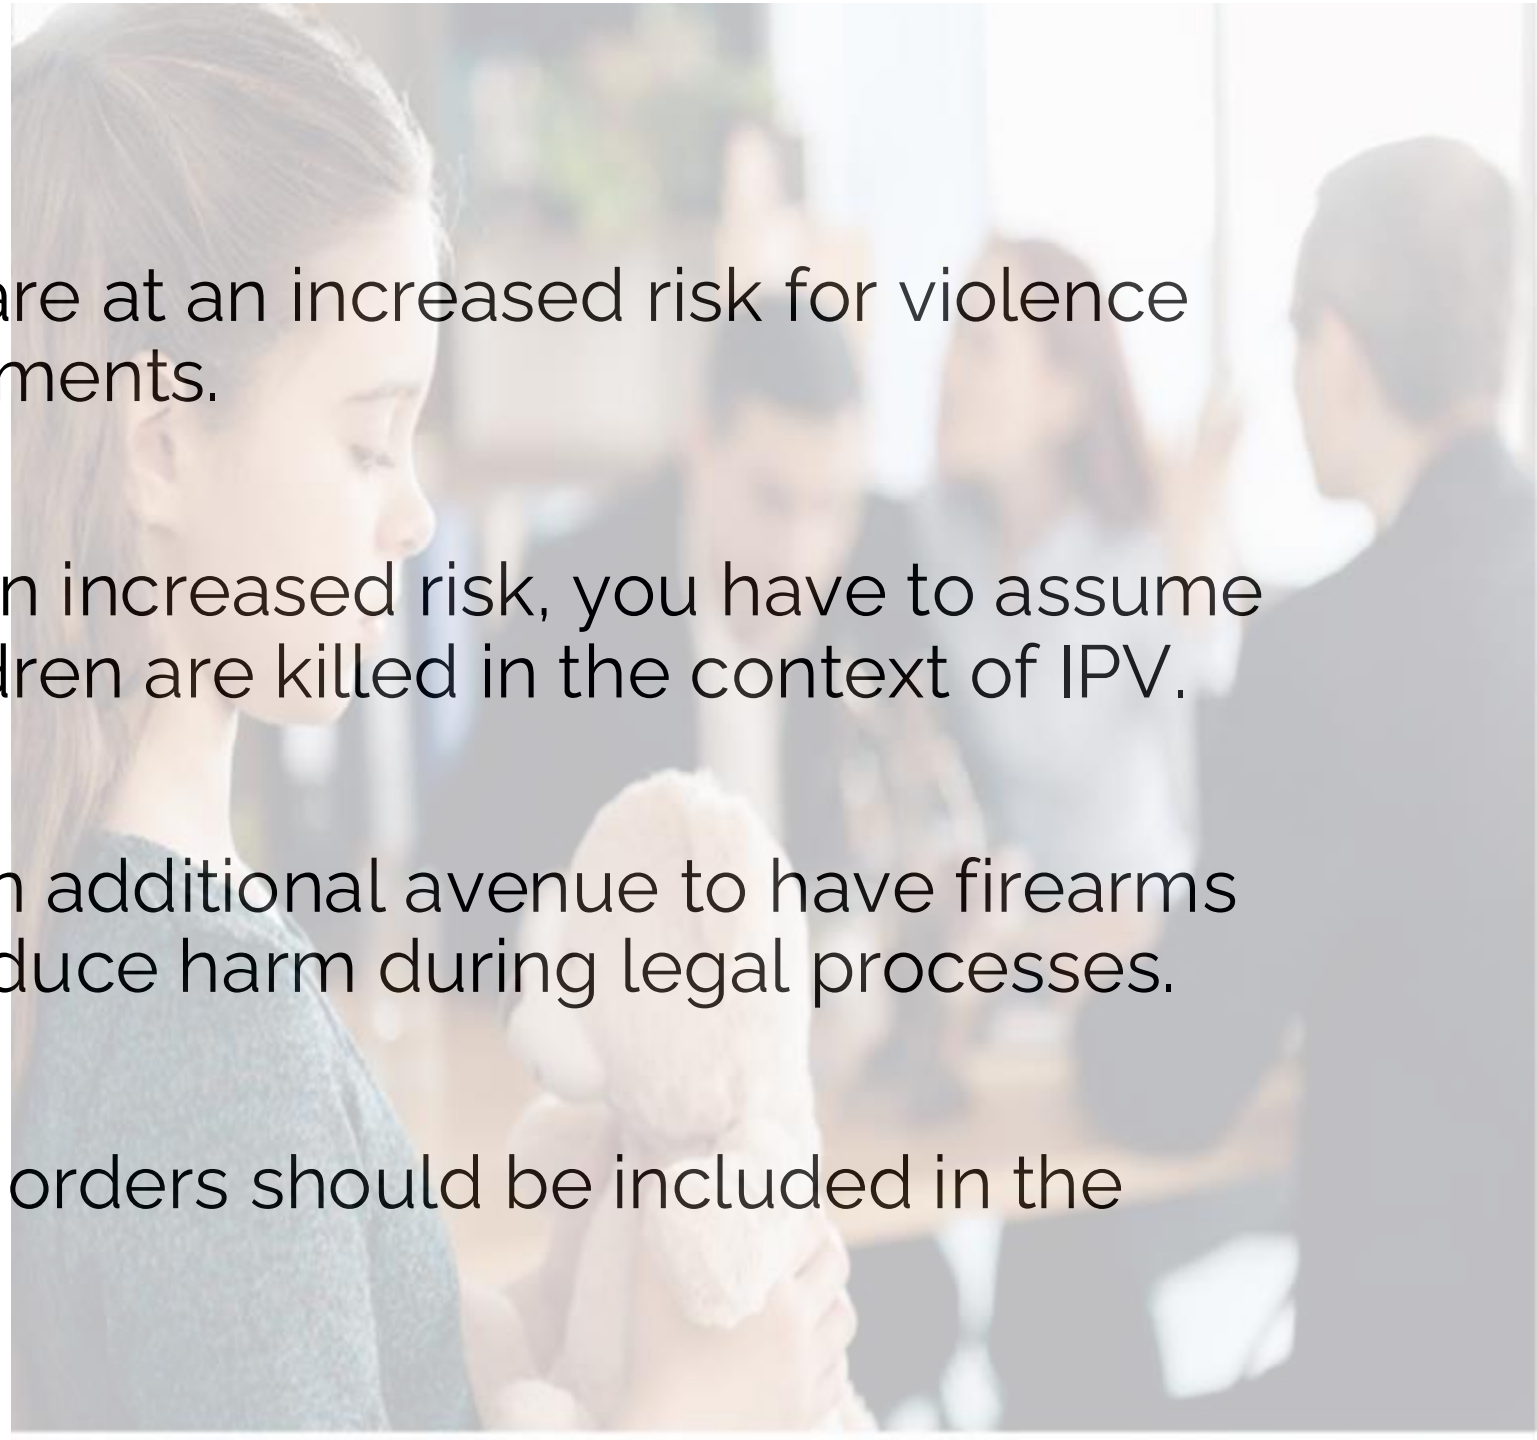 are at an increased risk for violence
ments.
n increased risk, you have to assume
dren are killed in the context of IPV.
n additional avenue to have firearms
duce harm during legal processes.
orders should be included in the